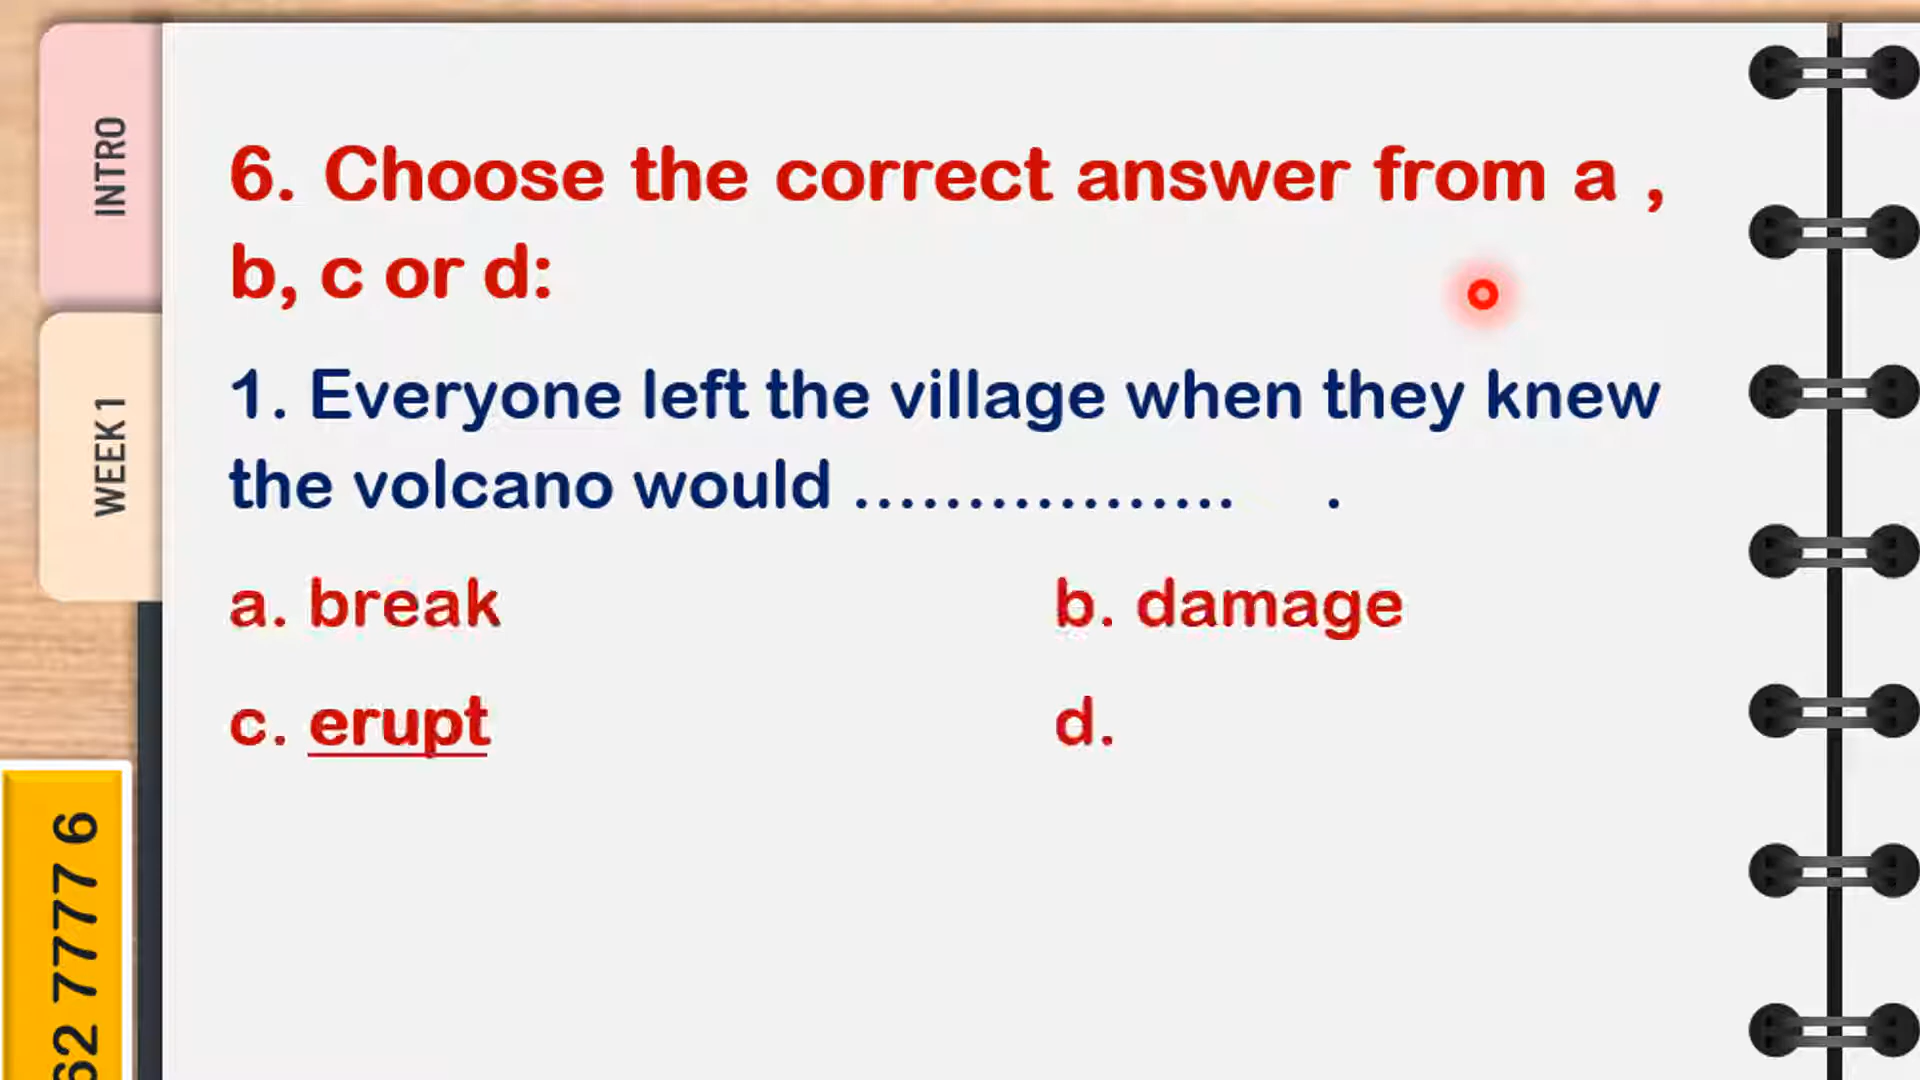 INTRO
WEEK 1
6. Choose the correct answer from a ,
b, c or d:
1. Everyone left the village when they knew
the volcano would ................. .
a. break b. damage
c. erupt d.
62 7777 6